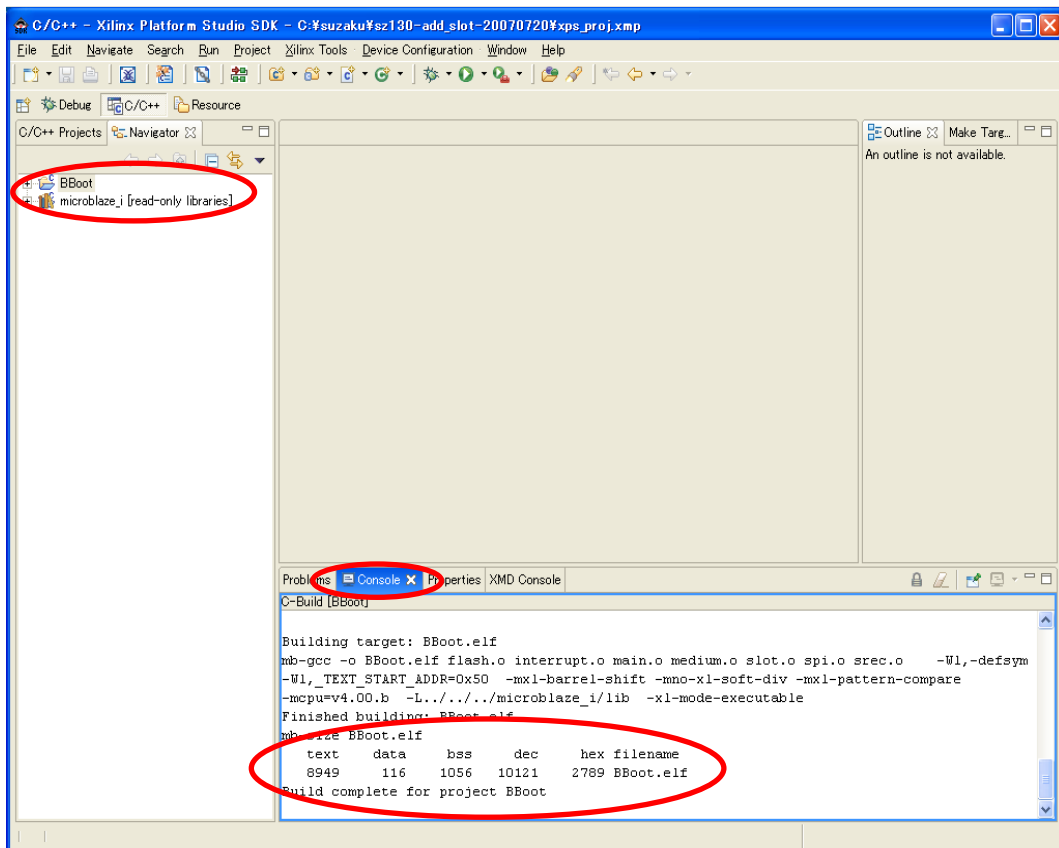 C/C++ - Xilinx Platform Studio SDK - C:¥suzaku¥sz130-add_slot-20070720¥xps_proj.xmp
File Edit Navigate Search Run Project Xilinx Tools Device Configuration Window Help
Debug C/C++ Resource
C/C++ Projects Navigator
BBoot
microblaze_i [read-only libraries]
Outline Make Targ...
An outline is not available.
Problems Console Properties XMD Console
C-Build [BBoot]
Building target: BBoot.elf
mb-gcc -o BBoot.elf flash.o interrupt.o main.o medium.o slot.o spi.o srec.o -Wl,-defsym
-Wl,_TEXT_START_ADDR=0x50 -mxl-barrel-shift -mno-xl-soft-div -mxl-pattern-compare
-mcpu=v4.00.b -L../../../microblaze_i/lib -xl-mode-executable
Finished building: BBoot.elf
mb-size BBoot.elf
text data bss dec hex filename
8949 116 1056 10121 2789 BBoot.elf
Build complete for project BBoot